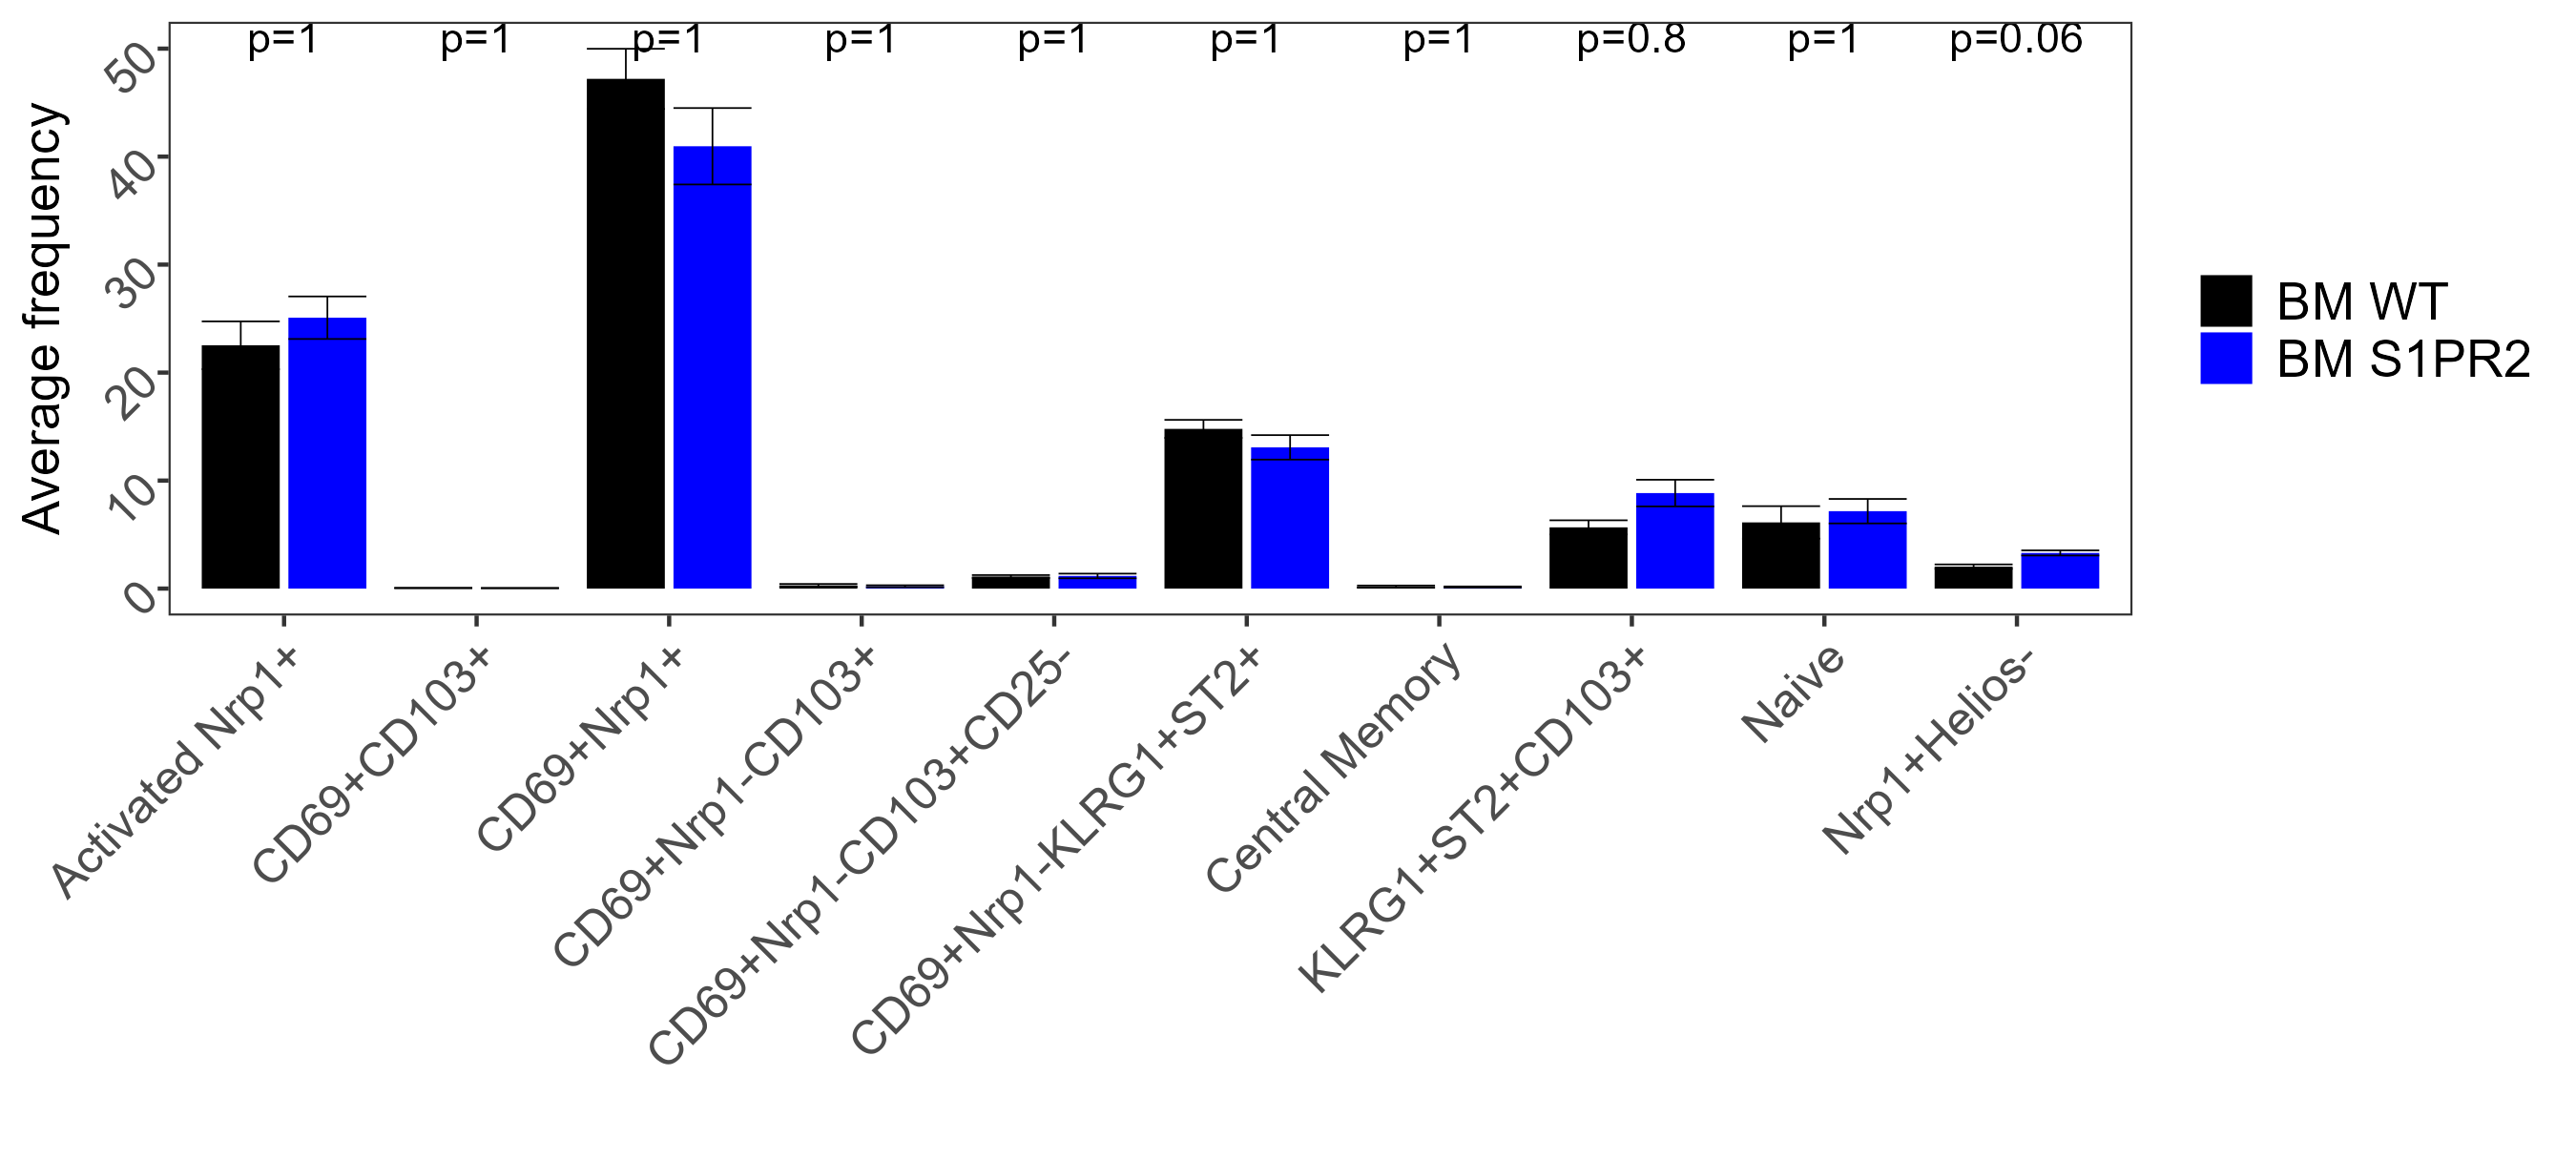 p=1 p=1 p=1 p=1 p=1 p=1 p=1 p=0.8 p=1 p=0.06
Average frequency
50
40
30
20
10
0
BM WT
BM S1PR2
Activated Nrp1+
CD69+CD103+
CD69+Nrp1+
CD69+Nrp1-CD103+
CD69+Nrp1-CD103+CD25-
CD69+Nrp1-KLRG1+ST2+
Central Memory
KLRG1+ST2+CD103+
Naive
Nrp1+Helios-